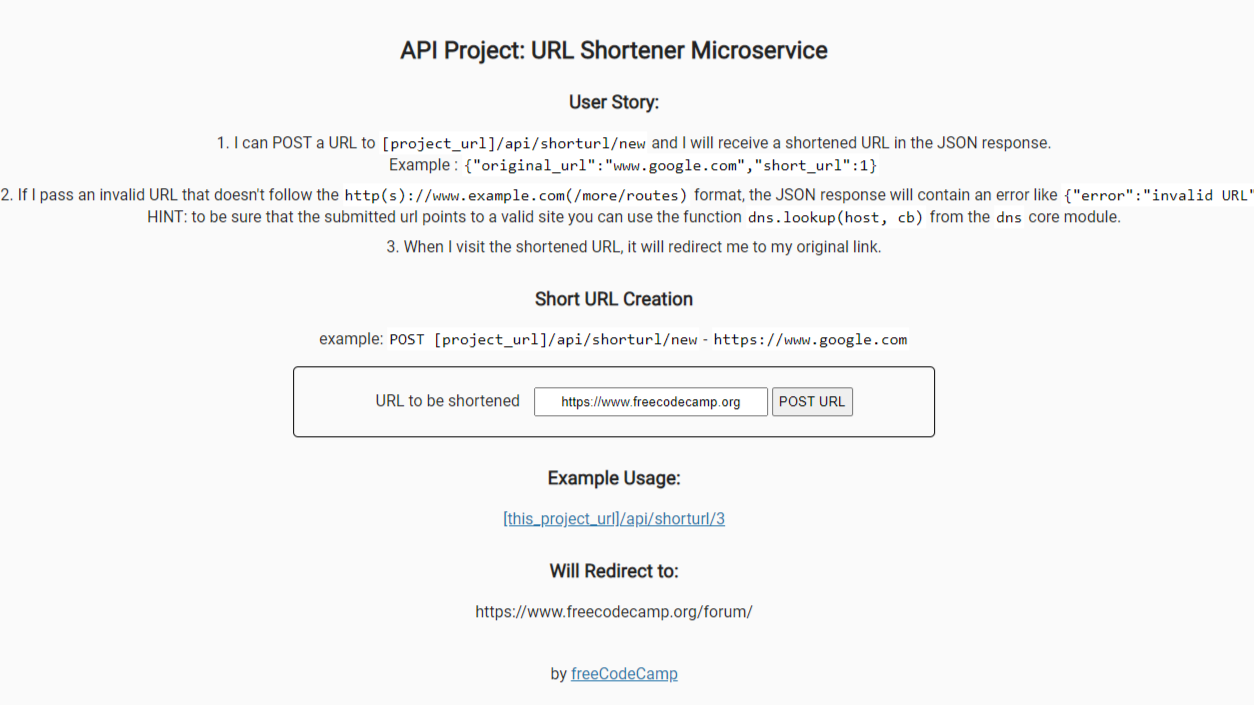 API Project: URL Shortener Microservice
User Story:
1. I can POST a URL to [project_url]/api/shorturl/new and I will receive a shortened URL in the JSON response.
Example : {"original_url":"www.google.com","short_url":1}
2. If I pass an invalid URL that doesn't follow the http(s)://www.example.com(/more/routes) format, the JSON response will contain an error like {"error":"invalid URL"
HINT: to be sure that the submitted url points to a valid site you can use the function dns.lookup(host, cb) from the dns core module.
3. When I visit the shortened URL, it will redirect me to my original link.
Short URL Creation
example: POST [project_url]/api/shorturl/new - https://www.google.com
URL to be shortened https://www.freecodecamp.org POST URL
Example Usage:
[this_project_url]/api/shorturl/3
Will Redirect to:
https://www.freecodecamp.org/forum/
by freeCodeCamp